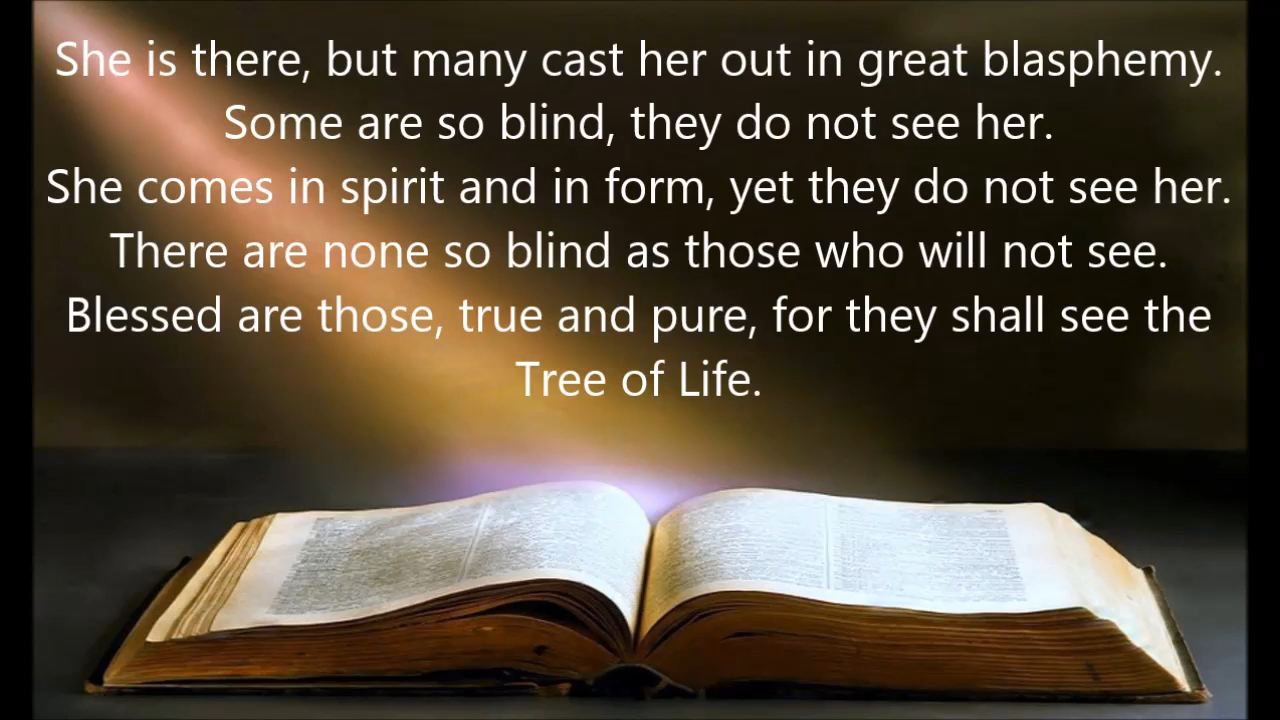 She is there, but many cast her out in great blasphemy.
Some are so blind, they do not see her.
She comes in spirit and in form, yet they do not see her.
There are none so blind as those who will not see.
Blessed are those, true and pure, for they shall see the
Tree of Life.